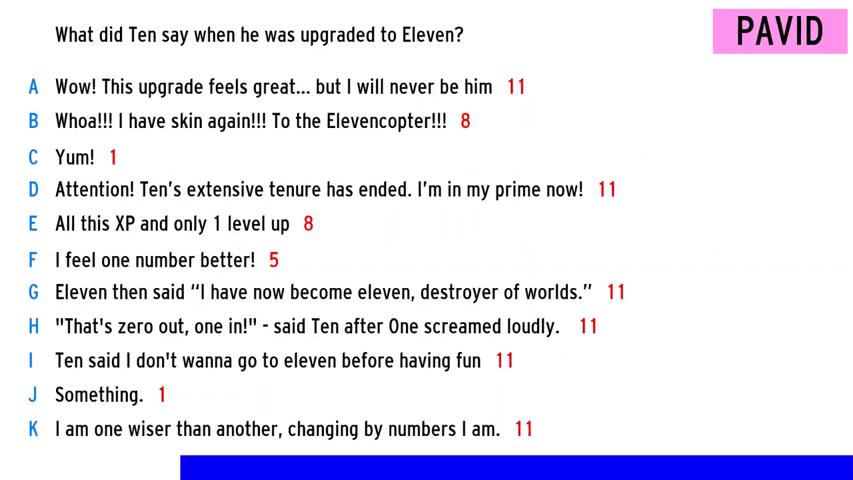 What did Ten say when he was upgraded to Eleven?
PAVID
A Wow! This upgrade feels great... but I will never be him 11
B Whoa!!! I have skin again!!! To the Elevencopter!!! 8
C Yum! 1
D Attention! Ten's extensive tenure has ended. I'm in my prime now! 11
E All this XP and only 1 level up 8
F I feel one number better! 5
G Eleven then said “I have now become eleven, destroyer of worlds.” 11
H "That's zero out, one in!" - said Ten after One screamed loudly. 11
I Ten said I don't wanna go to eleven before having fun 11
J Something. 1
K I am one wiser than another, changing by numbers I am. 11